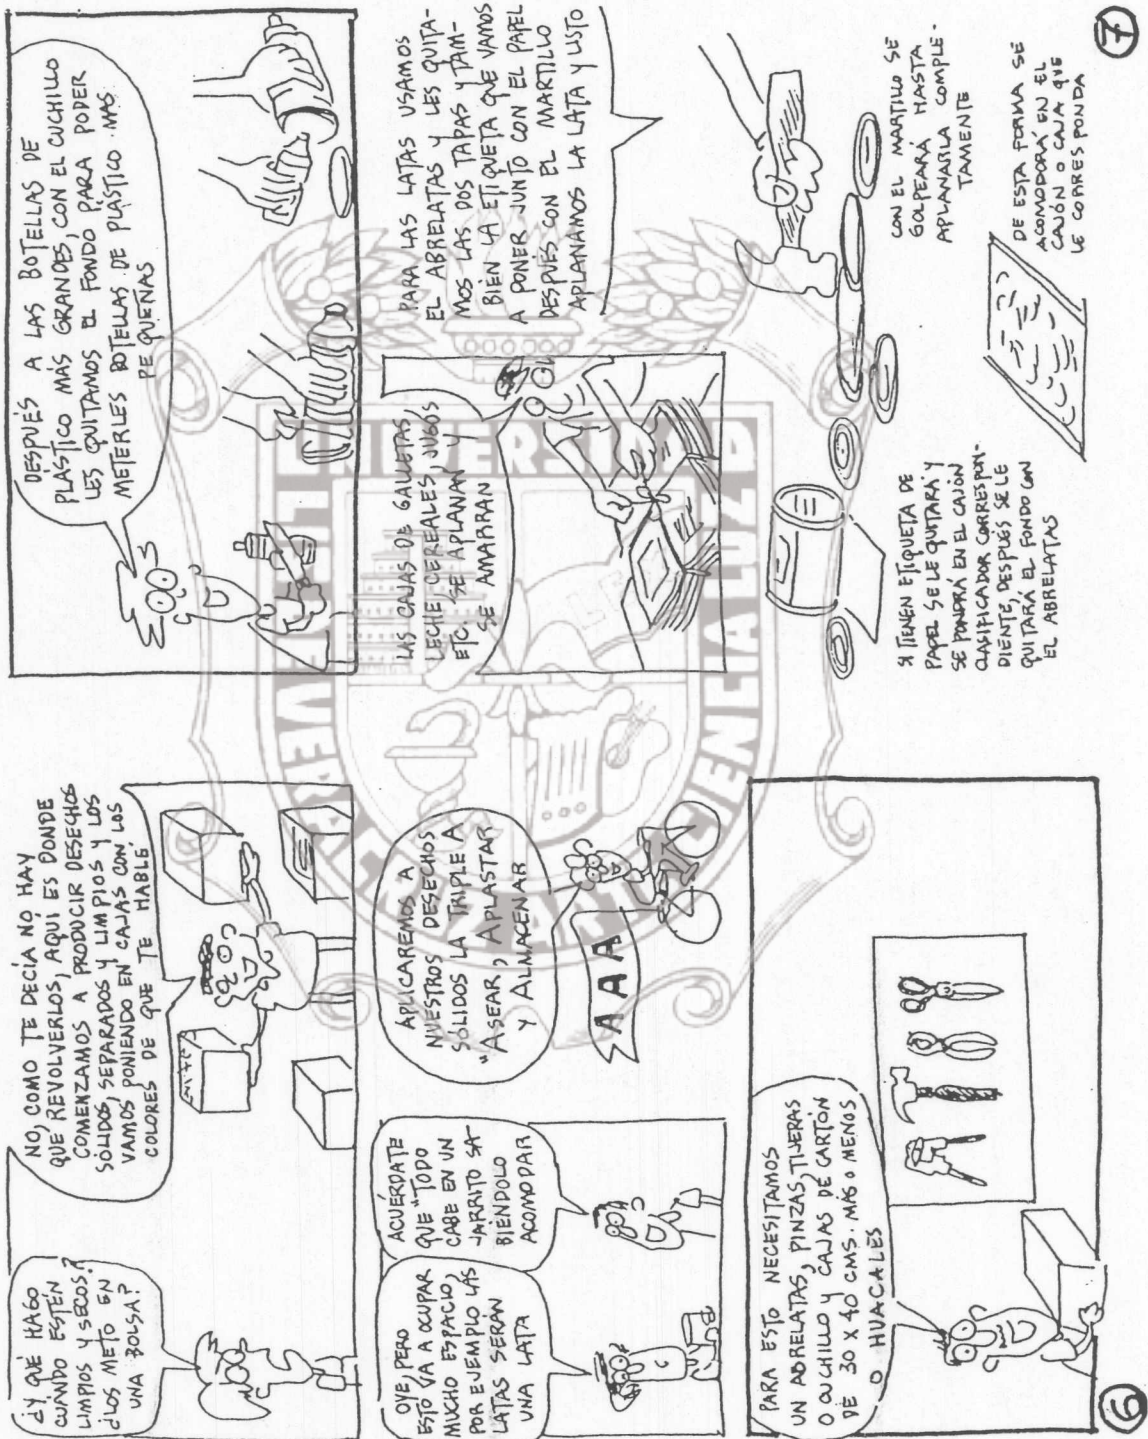 ¿Y QUÉ HAGO
CUÁNDO ESTÉN
LIMPIOS Y SECOS?
¿LOS METO EN
UNA BOLSA?
NO, COMO TE DECÍA NO HAY
QUE REVOLVERLOS, AQUÍ ES DONDE
COMENZAMOS A PRODUCIR DESECHOS
SÓLIDOS, SEPARADOS Y LIMPIOS Y LOS
VAMOS PONIENDO EN CAJAS CON LOS
COLORES DE QUE TE HABLÉ
OYE, PERO
ESTO VA A OCUPAR
MUCHO ESPACIO,
POR EJEMPLO LAS
LATAS SERÁN
UNA LATA
ACUÉRDATE
QUE "TODO
CABE EN UN
JARRITO SA-
BIÉNDOLO
ACOMODAR
APLICAREMOS A
NUESTROS DESECHOS
SÓLIDOS LA TRIPLE A
"ASEAR, APLASTAR
Y ALMACENAR
A A A
PARA ESTO NECESITAMOS
UN ABRELATAS, PINZAS, TIJERAS
O CUCHILLO Y CAJAS DE CARTÓN
DE 30 X 40 CMS. MÁS O MENOS
O HUACALES
6
DESPUÉS A LAS BOTELLAS DE
PLÁSTICO MÁS GRANDES, CON EL CUCHILLO
LES QUITAMOS EL FONDO PARA PODER
METERLES BOTELLAS DE PLÁSTICO MAS
PEQUEÑAS
LAS CAJAS DE GALLETAS
LECHE, CEREALES, JUGOS
ETC. SE APLANAN Y
SE AMARRAN
PARA LAS LATAS USAMOS
EL ABRELATAS Y LES QUITA-
MOS LAS DOS TAPAS Y TAM-
BIÉN LA ETIQUETA QUE VAMOS
A PONER JUNTO CON EL PAPEL
DESPUÉS CON EL MARTILLO
APLANAMOS LA LATA Y LISTO
SI TIENEN ETIQUETA DE
PAPEL SE LE QUITARÁ Y
SE PONDRÁ EN EL CAJÓN
CLASIFICADOR CORRESPON-
DIENTE, DESPUÉS SE LE
QUITARÁ EL FONDO CON
EL ABRELATAS
CON EL MARTILLO SE
GOLPEARÁ HASTA
APLANARLA COMPLE-
TAMENTE
DE ESTA FORMA SE
ACOMODORÁ EN EL
CAJÓN O CAJA QUE
LE CORRESPONDA
7
UNIVERSIDAD
VERACRUZANA